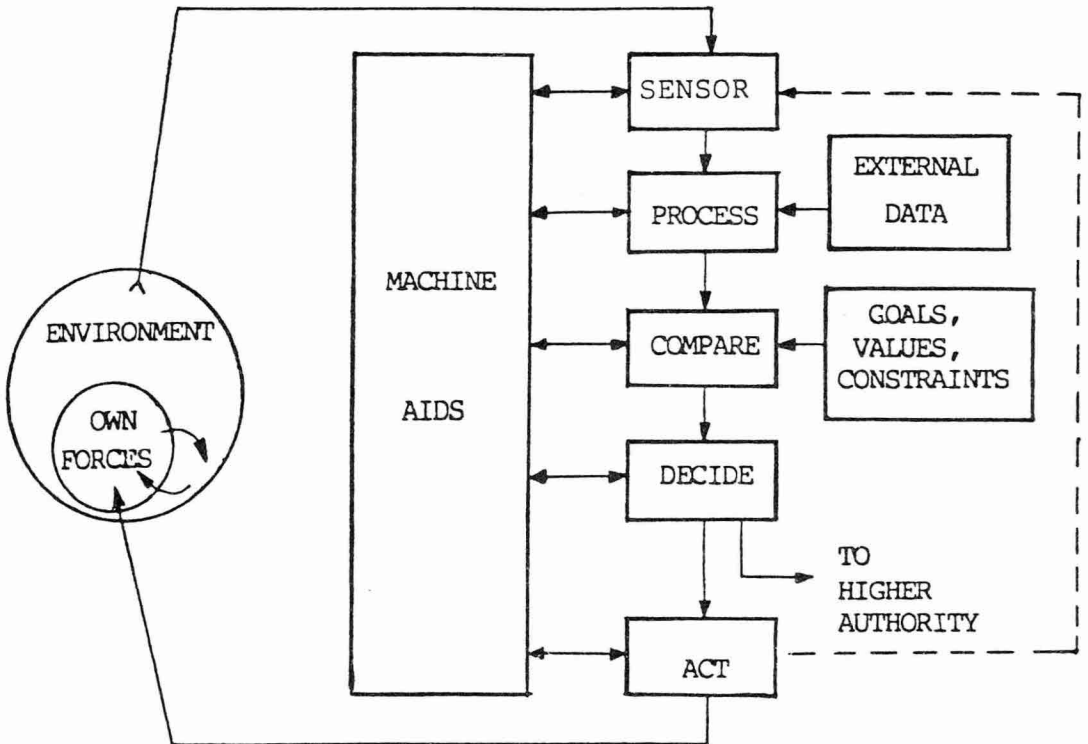 SENSOR
EXTERNAL
DATA
PROCESS
MACHINE
AIDS
ENVIRONMENT
OWN
FORCES
GOALS,
VALUES,
CONSTRAINTS
COMPARE
DECIDE
TO
HIGHER
AUTHORITY
ACT